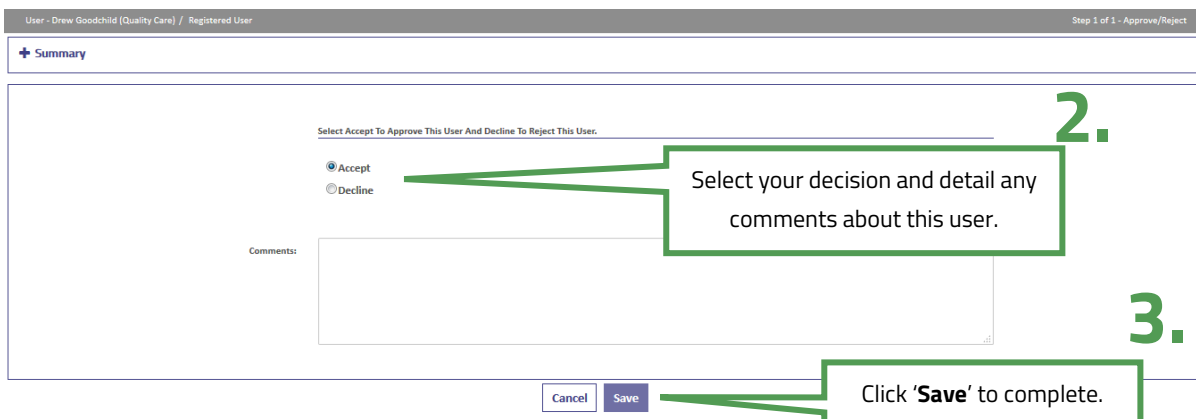 User - Drew Goodchild (Quality Care) / Registered User
Step 1 of 1 - Approve/Reject
+ Summary
2.
Select Accept To Approve This User And Decline To Reject This User.
Accept
Decline
Select your decision and detail any
comments about this user.
Comments:
3.
Cancel
Save
Click ‘Save’ to complete.